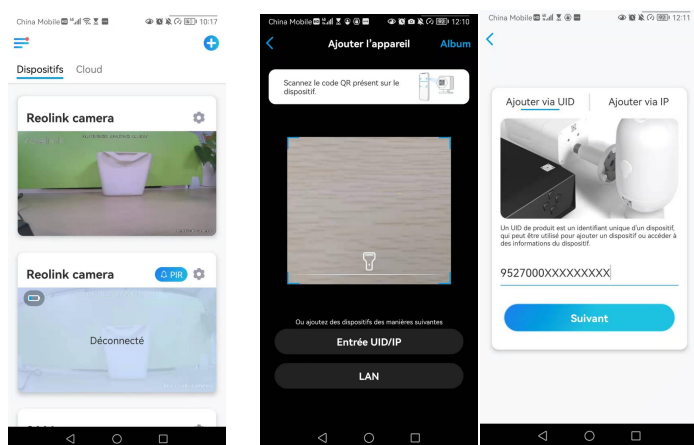 China Mobile
10:17
Dispositifs Cloud
Reolink camera
Reolink camera
PIR
Déconnecté
China Mobile
12:10
Ajouter l'appareil Album
Scannez le code QR présent sur le
dispositif.
Ou ajoutez des dispositifs des manières suivantes
Entrée UID/IP
LAN
China Mobile
12:11
Ajouter via UID Ajouter via IP
Un UID de produit est un identifiant unique d'un dispositif,
qui peut être utilisé pour ajouter un dispositif ou accéder à
des informations du dispositif.
9527000XXXXXXXXX
Suivant